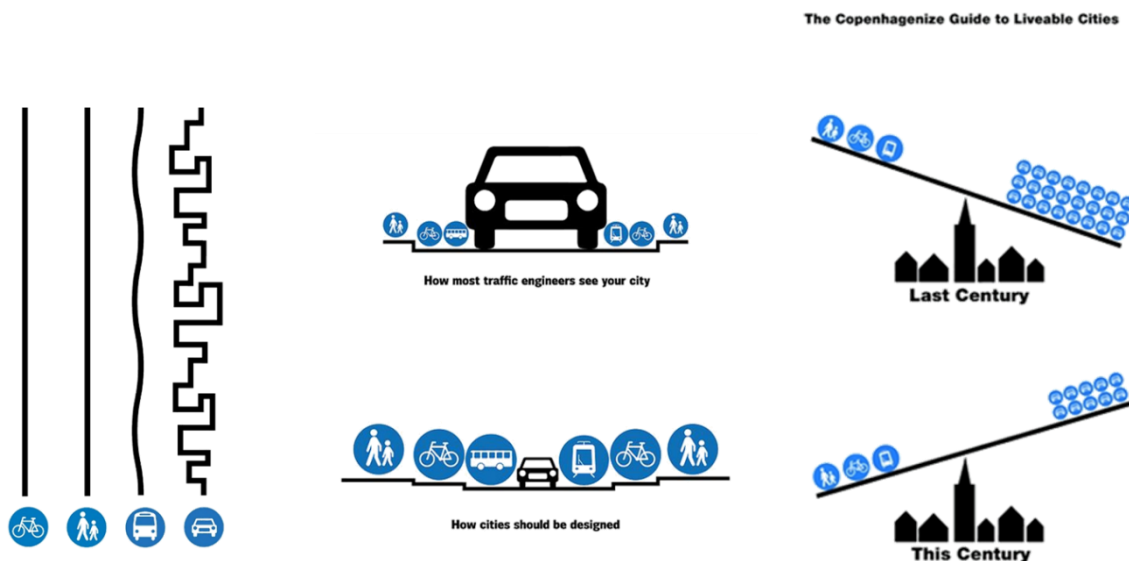 The Copenhagenize Guide to Liveable Cities
How most traffic engineers see your city
Last Century
How cities should be designed
This Century